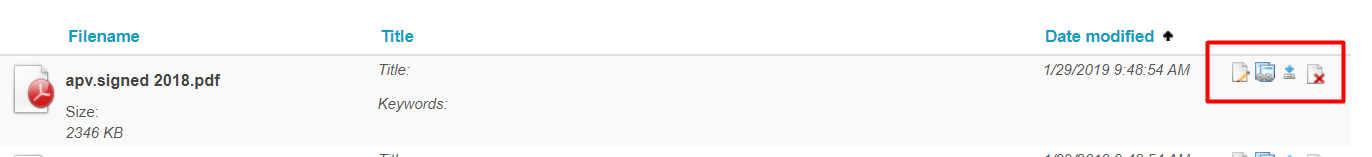 Filename Title Date modified
apv.signed 2018.pdf Title: 1/29/2019 9:48:54 AM
Keywords:
Size:
2346 KB